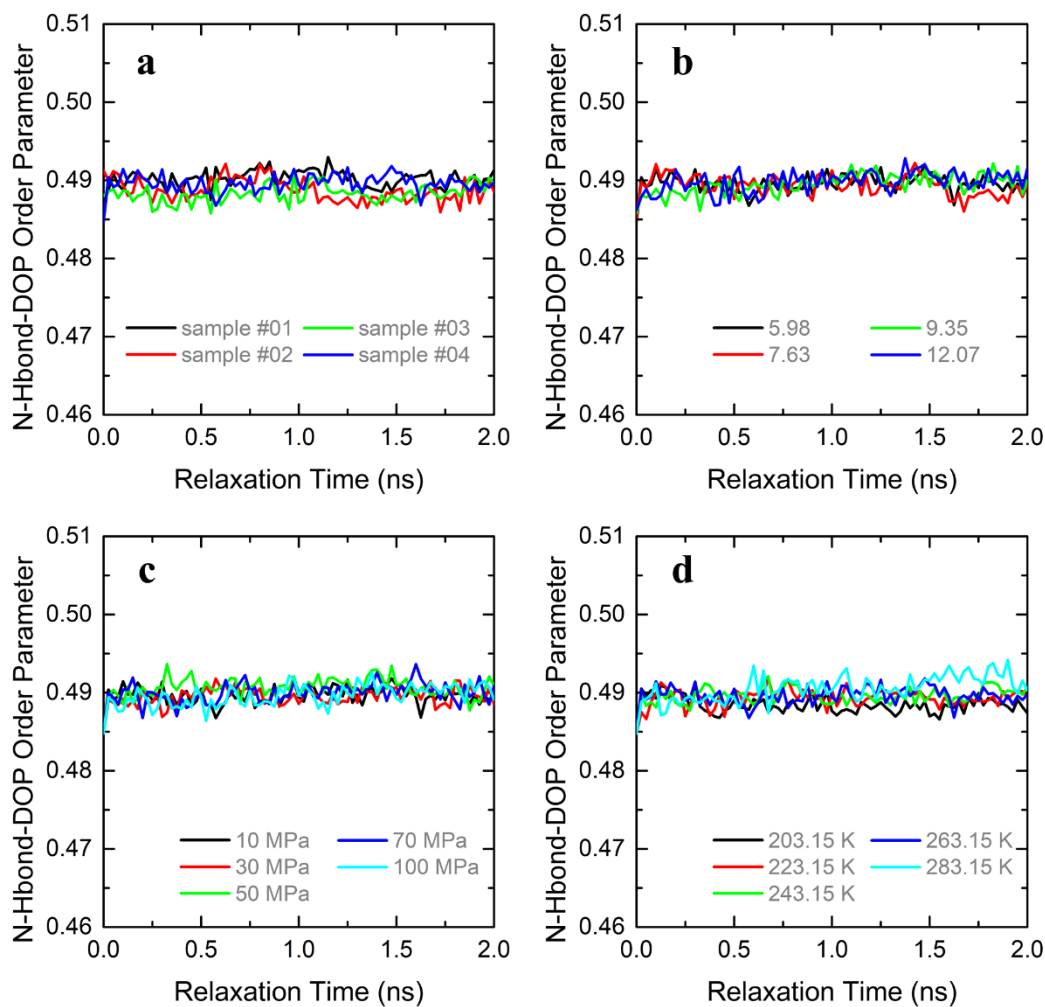 a
N-Hbond-DOP Order Parameter
0.51
0.50
0.49
0.48
0.47
0.46
sample #01 sample #03
sample #02 sample #04
0.0 0.5 1.0 1.5 2.0
Relaxation Time (ns)
b
N-Hbond-DOP Order Parameter
0.51
0.50
0.49
0.48
0.47
0.46
5.98 9.35
7.63 12.07
0.0 0.5 1.0 1.5 2.0
Relaxation Time (ns)
c
N-Hbond-DOP Order Parameter
0.51
0.50
0.49
0.48
0.47
0.46
10 MPa 70 MPa
30 MPa 100 MPa
50 MPa
0.0 0.5 1.0 1.5 2.0
Relaxation Time (ns)
d
N-Hbond-DOP Order Parameter
0.51
0.50
0.49
0.48
0.47
0.46
203.15 K 263.15 K
223.15 K 283.15 K
243.15 K
0.0 0.5 1.0 1.5 2.0
Relaxation Time (ns)